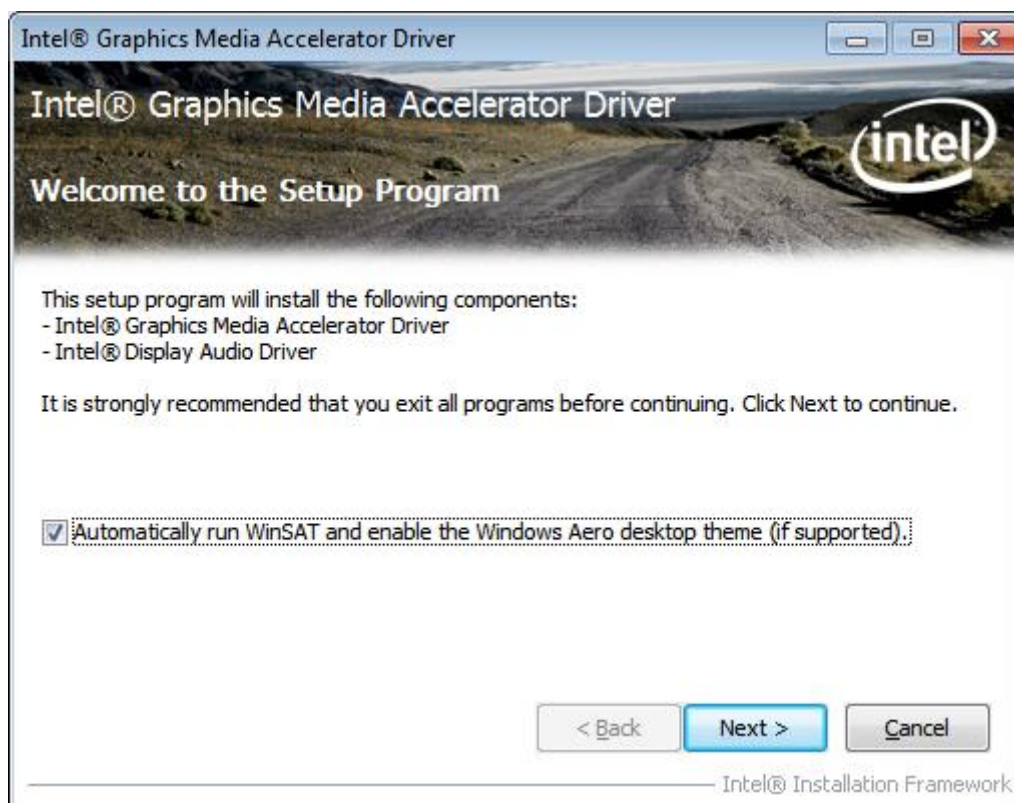 Intel® Graphics Media Accelerator Driver
Intel® Graphics Media Accelerator Driver
intel
Welcome to the Setup Program
This setup program will install the following components:
- Intel® Graphics Media Accelerator Driver
- Intel® Display Audio Driver
It is strongly recommended that you exit all programs before continuing. Click Next to continue.
Automatically run WinSAT and enable the Windows Aero desktop theme (if supported).
< Back Next > Cancel
Intel® Installation Framework